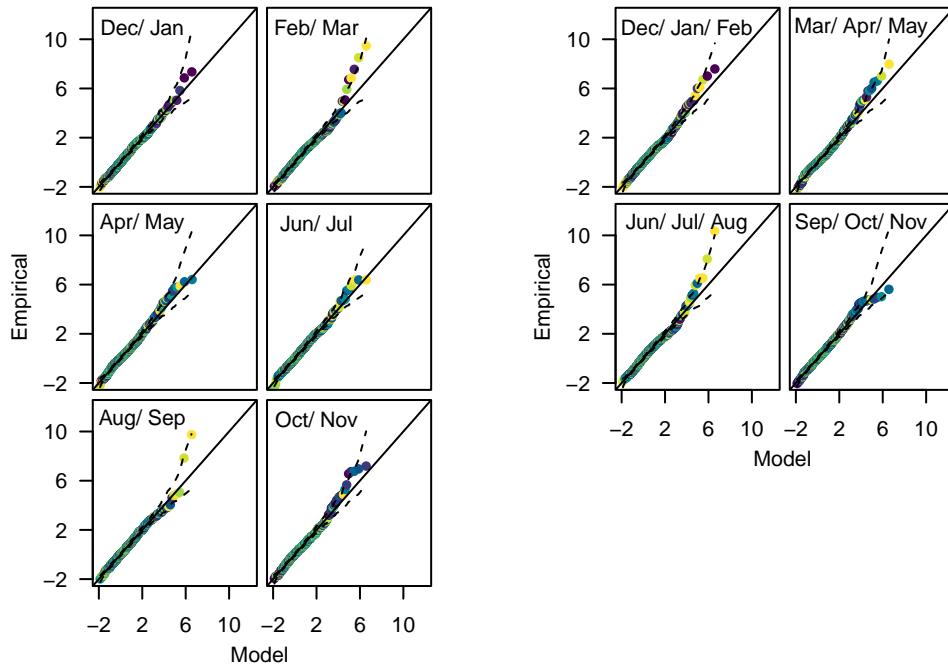 Dec/ Jan
Feb/ Mar
10
6
2
−2
Apr/ May
Jun/ Jul
10
6
2
−2
Empirical
Aug/ Sep
Oct/ Nov
10
6
2
−2
−2 2 6 10
−2 2 6 10
Model
Dec/ Jan/ Feb
Mar/ Apr/ May
10
6
2
−2
Jun/ Jul/ Aug
Sep/ Oct/ Nov
10
6
2
−2
Empirical
−2 2 6 10
−2 2 6 10
Model